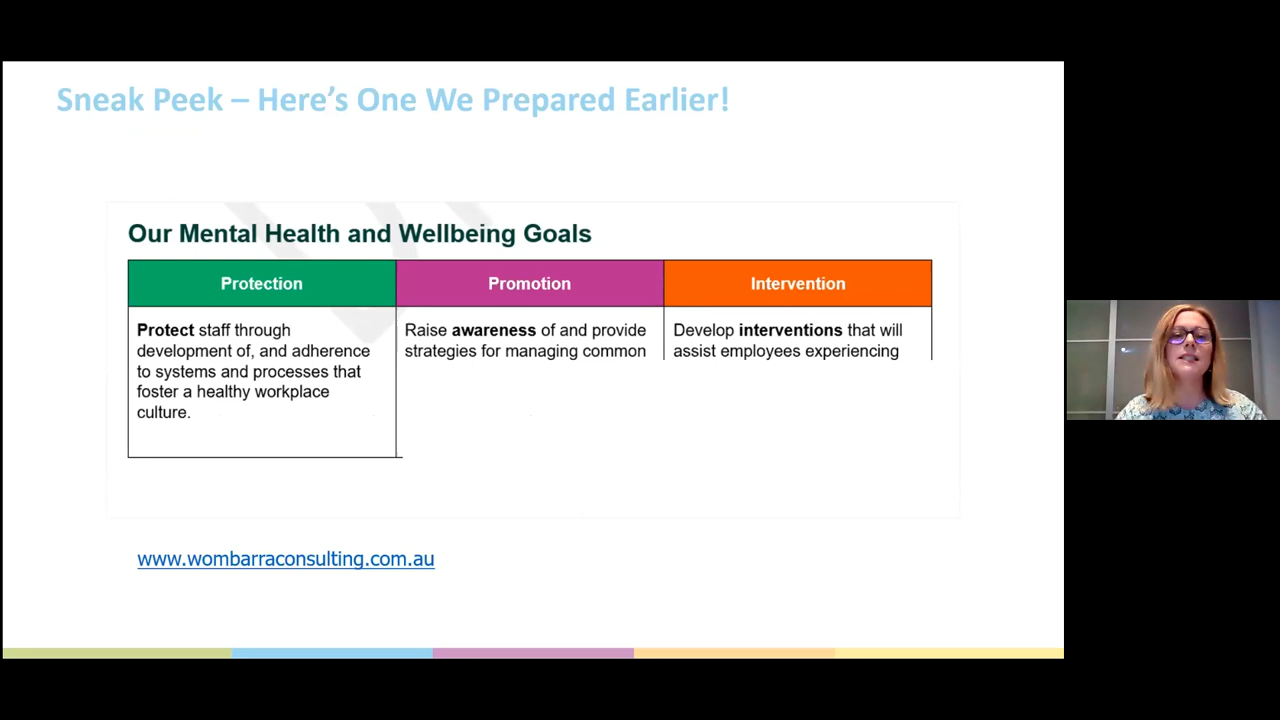 Sneak Peek – Here's One We Prepared Earlier!
Our Mental Health and Wellbeing Goals
Protection
Promotion
Intervention
Protect staff through
development of, and adherence
to systems and processes that
foster a healthy workplace
culture.
Raise awareness of and provide
strategies for managing common
Develop interventions that will
assist employees experiencing
www.wombarraconsulting.com.au